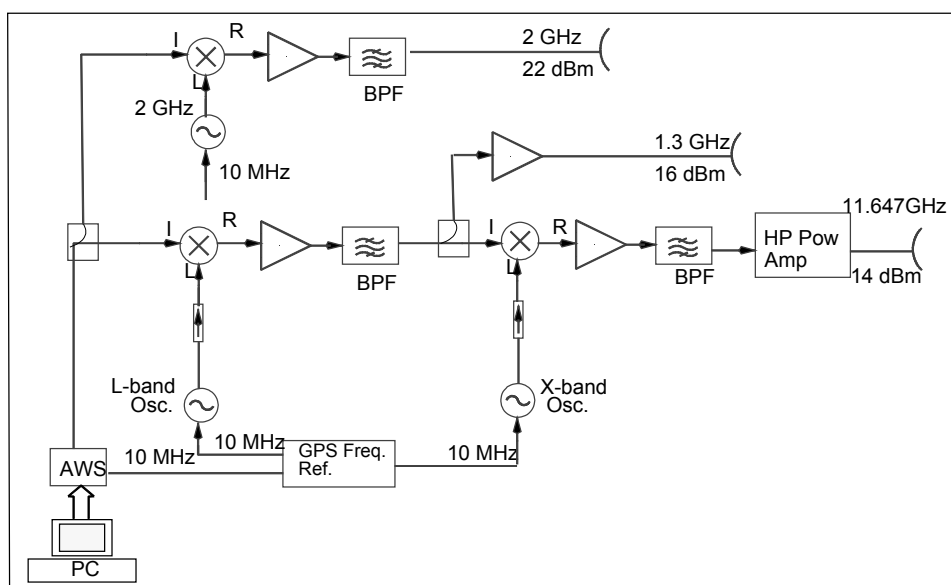 I
R
2 GHz
22 dBm
L
BPF
2 GHz
10 MHz
1.3 GHz
16 dBm
I
R
L
BPF
I
R
L
BPF
11.647GHz
HP Pow
Amp
14 dBm
L-band
Osc.
X-band
Osc.
10 MHz
GPS Freq.
Ref.
10 MHz
10 MHz
AWS
PC